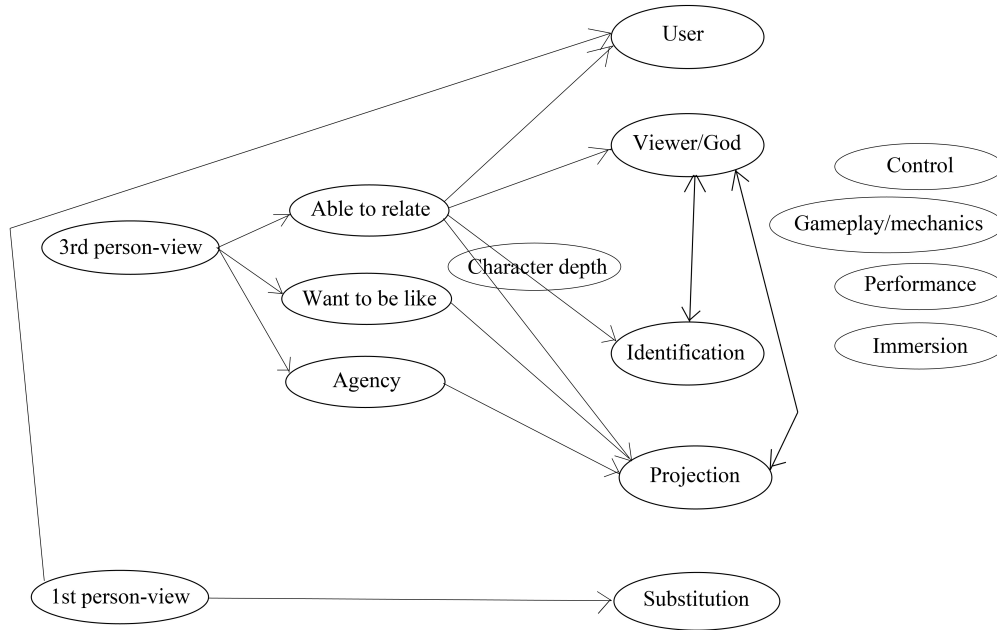 User
Viewer/God
Control
Able to relate
Gameplay/mechanics
3rd person-view
Character depth
Performance
Want to be like
Identification
Immersion
Agency
Projection
1st person-view
Substitution